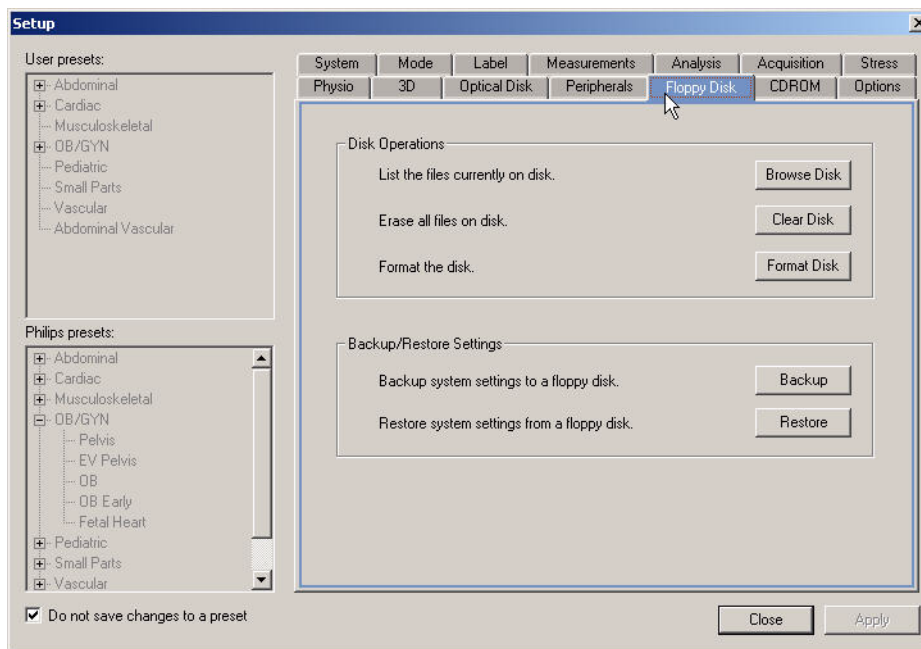 Setup
User presets:
Abdominal
Cardiac
Musculoskeletal
OB/GYN
Pediatric
Small Parts
Vascular
Abdominal Vascular
Philips presets:
Abdominal
Cardiac
Musculoskeletal
OB/GYN
Pelvis
EV Pelvis
OB
OB Early
Fetal Heart
Pediatric
Small Parts
Vascular
Do not save changes to a preset
System Mode Label Measurements Analysis Acquisition Stress
Physio 3D Optical Disk Peripherals Floppy Disk CDROM Options
Disk Operations
List the files currently on disk. Browse Disk
Erase all files on disk. Clear Disk
Format the disk. Format Disk
Backup/Restore Settings
Backup system settings to a floppy disk. Backup
Restore system settings from a floppy disk. Restore
Close Apply